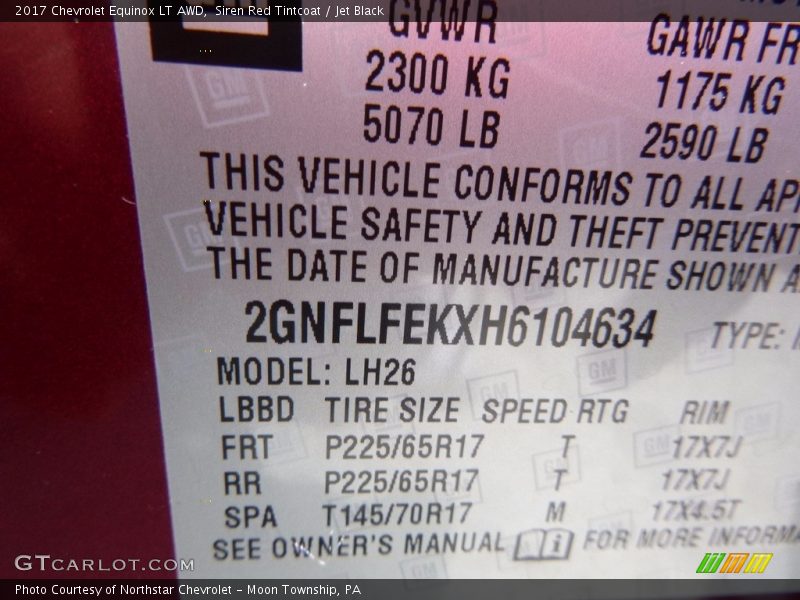 2017 Chevrolet Equinox LT AWD, Siren Red Tintcoat / Jet Black
GVWR GAWR FR
2300 KG 1175 KG
5070 LB 2590 LB
THIS VEHICLE CONFORMS TO ALL AP
VEHICLE SAFETY AND THEFT PREVENT
THE DATE OF MANUFACTURE SHOWN A
2GNFLFEKXH6104634 TYPE:
MODEL: LH26
LBBD TIRE SIZE SPEED RTG RIM
FRT P225/65R17 T 17X7J
RR P225/65R17 T 17X7J
SPA T145/70R17 M 17X4.5T
SEE OWNER'S MANUAL i FOR MORE INFORMA
GTCARLOT.COM
Photo Courtesy of Northstar Chevrolet - Moon Township, PA